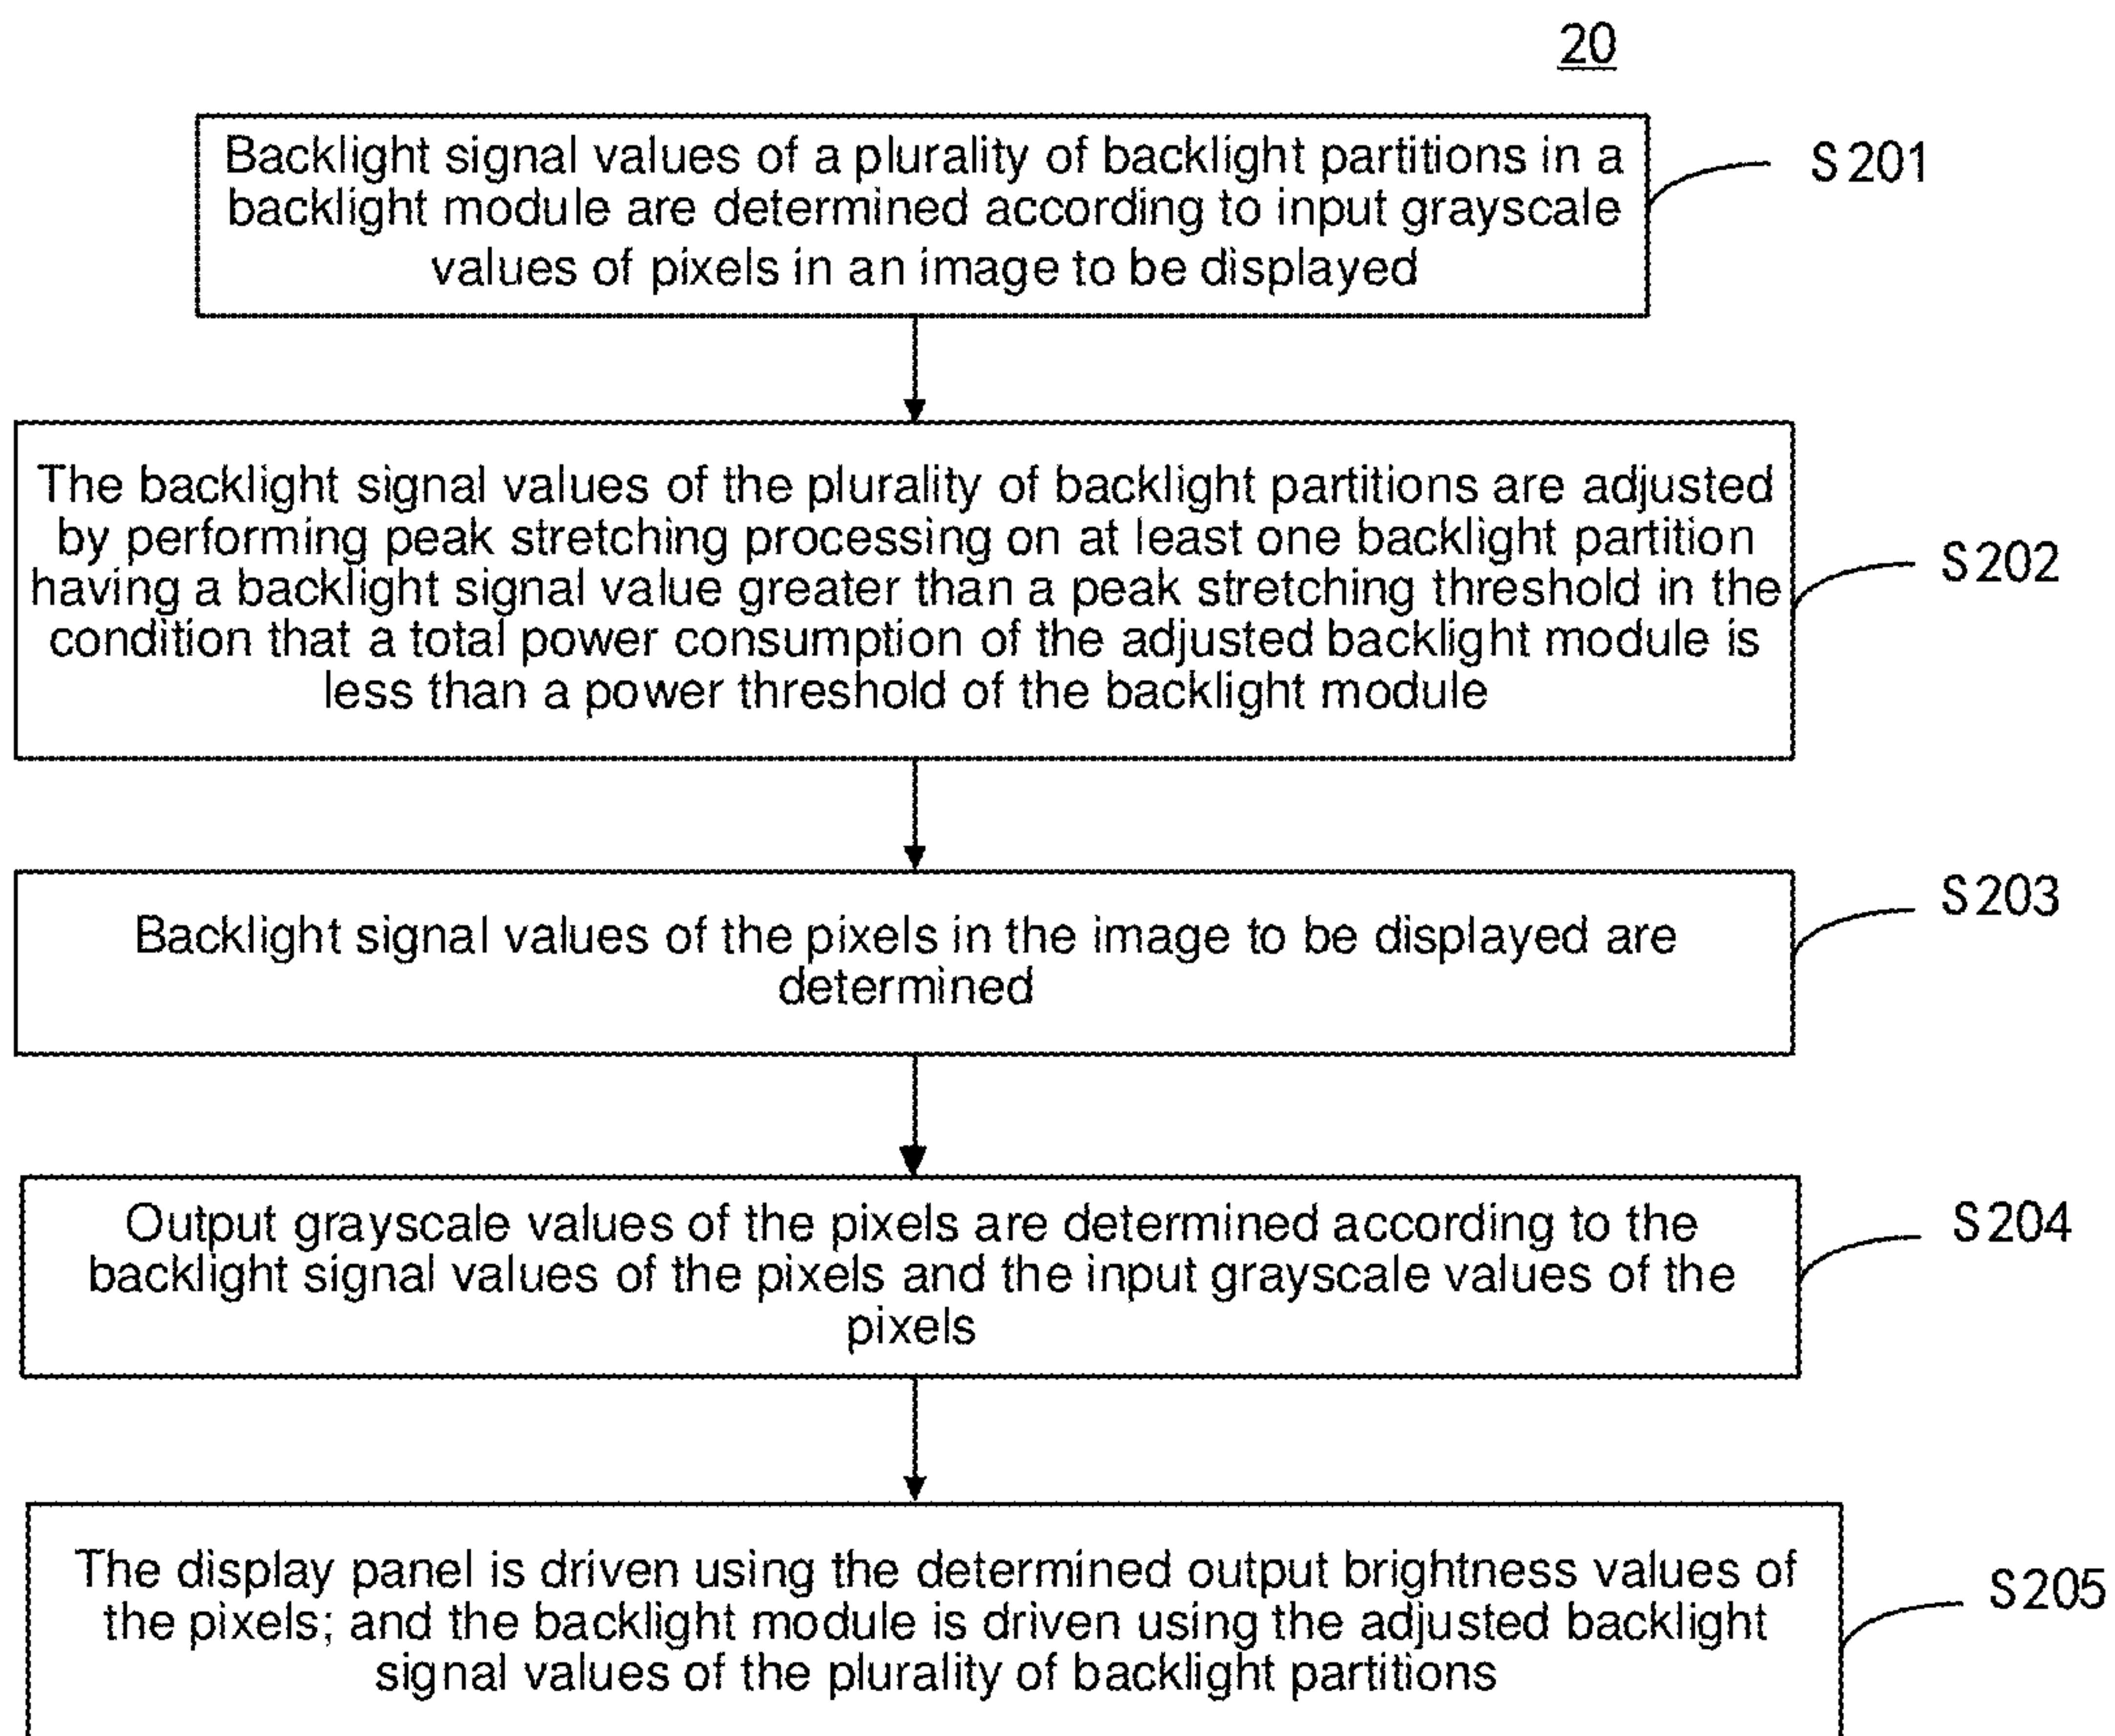 20
Backlight signal values of a plurality of backlight partitions in a
backlight module are determined according to input grayscale
values of pixels in an image to be displayed
S201
The backlight signal values of the plurality of backlight partitions are adjusted
by performing peak stretching processing on at least one backlight partition
having a backlight signal value greater than a peak stretching threshold in the
condition that a total power consumption of the adjusted backlight module is
less than a power threshold of the backlight module
S202
Backlight signal values of the pixels in the image to be displayed are
determined
S203
Output grayscale values of the pixels are determined according to the
backlight signal values of the pixels and the input grayscale values of the
pixels
S204
The display panel is driven using the determined output brightness values of
the pixels; and the backlight module is driven using the adjusted backlight
signal values of the plurality of backlight partitions
S205